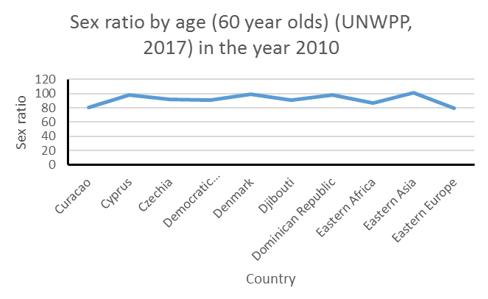 Sex ratio by age (60 year olds) (UNWPP,
2017) in the year 2010
120
100
80
60
40
20
0
Sex ratio
Curacao
Cyprus
Czechia
Democratic...
Denmark
Djibouti
Dominican Republic
Eastern Africa
Eastern Asia
Eastern Europe
Country